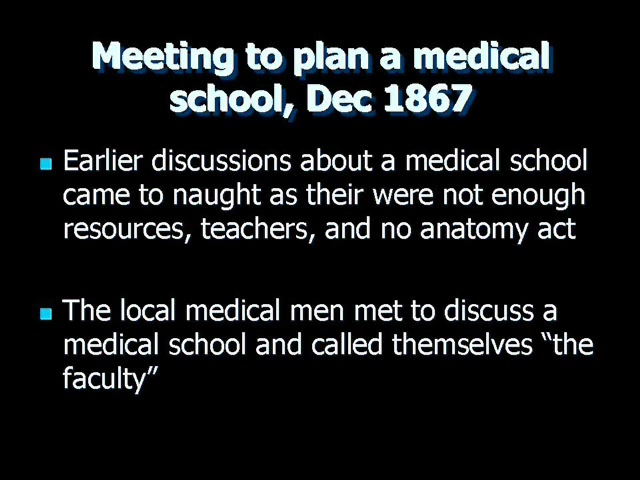 Meeting to plan a medical
school, Dec 1867
Earlier discussions about a medical school
came to naught as their were not enough
resources, teachers, and no anatomy act
The local medical men met to discuss a
medical school and called themselves “the
faculty”